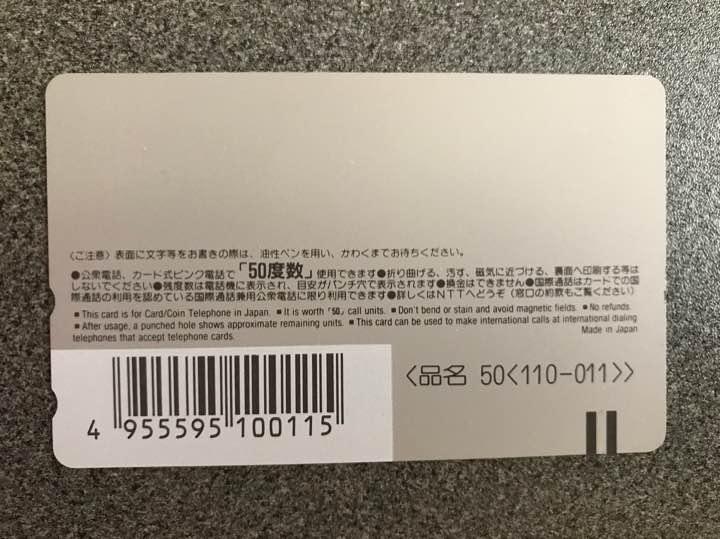 〈ご注意〉表面に文字等をお書きの際は、油性ペンを用い、かわくまでお待ちください。
●公衆電話、カード式ピンク電話で「50度数」使用できます●折り曲げる、汚す、磁気に近づける、裏面へ印刷する等は
しないでください●残度数は電話機に表示され、目安がパンチ穴で表示されます●換金はできません●国際通話はカードでの国
際通話の利用を認めている国際通話兼用公衆電話に限り利用できます●詳しくはNTTへどうぞ(窓口の約款もご覧ください)
■This card is for Card/Coin Telephone in Japan. ■It is worth「50」call units. ■Don't bend or stain and avoid magnetic fields. ■No refunds.
■After usage, a punched hole shows approximate remaining units. ■This card can be used to make international calls at international dialing
telephones that accept telephone cards.
Made in Japan
〈品名 50〈110-011〉〉
4 955595 100115